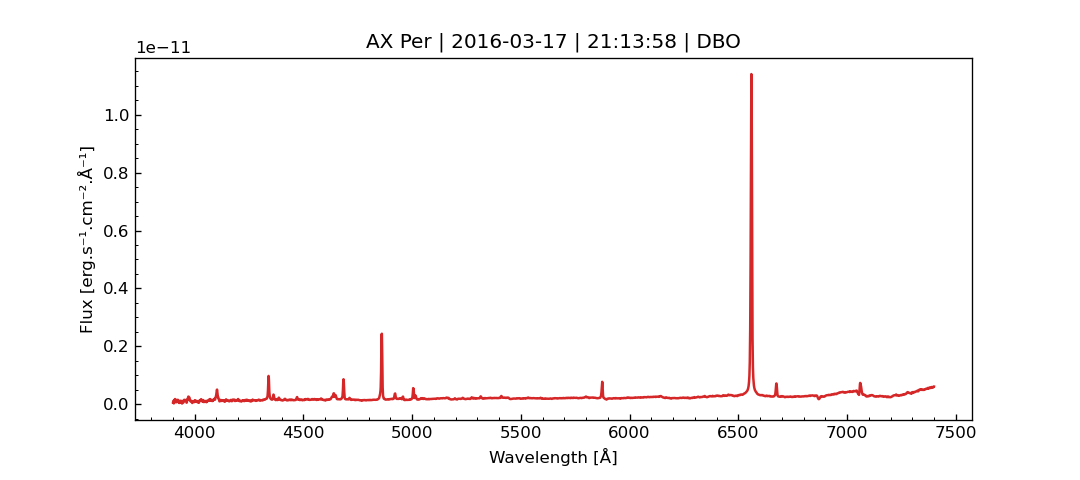 AX Per | 2016-03-17 | 21:13:58 | DBO
1e−11
1.0
0.8
0.6
0.4
0.2
0.0
Flux [erg.s⁻¹.cm⁻².Å⁻¹]
4000 4500 5000 5500 6000 6500 7000 7500
Wavelength [Å]